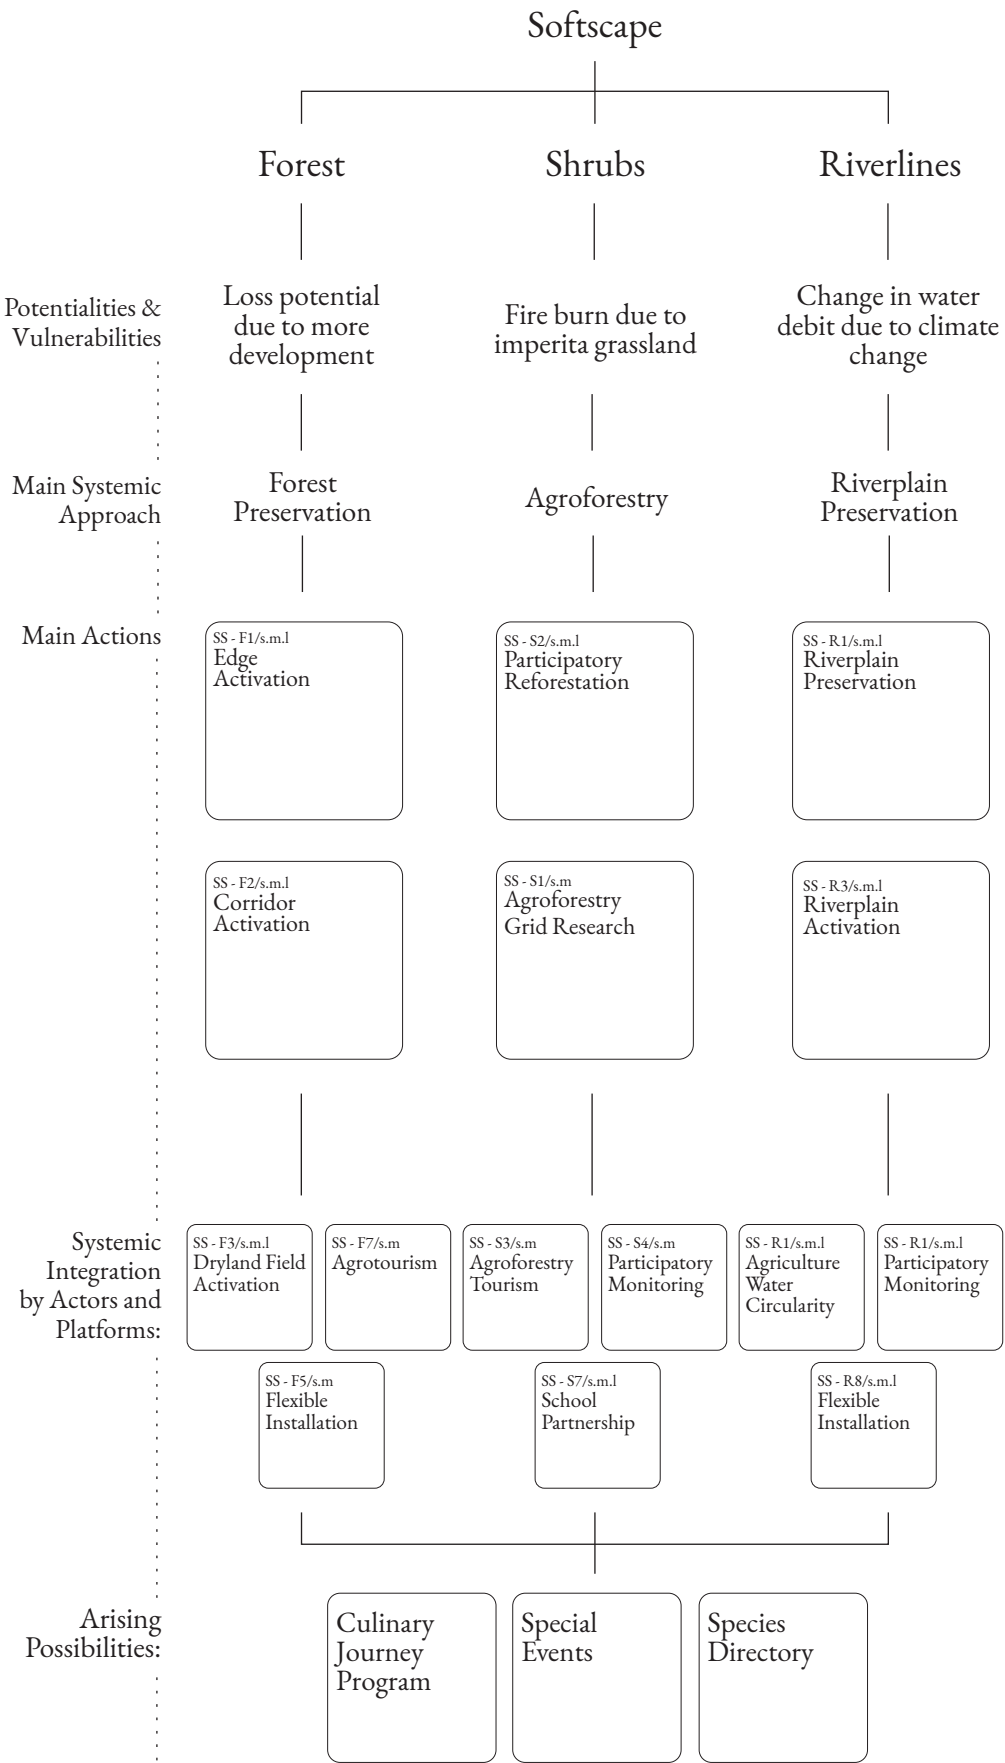 Softscape
Forest
Shrubs
Riverlines
Potentialities &
Vulnerabilities
Loss potential
due to more
development
Fire burn due to
imperita grassland
Change in water
debit due to climate
change
Main Systemic
Approach
Forest
Preservation
Agroforestry
Riverplain
Preservation
Main Actions
SS - F1/s.m.l
Edge
Activation
SS - S2/s.m.l
Participatory
Reforestation
SS - R1/s.m.l
Riverplain
Preservation
SS - F2/s.m.l
Corridor
Activation
SS - S1/s.m
Agroforestry
Grid Research
SS - R3/s.m.l
Riverplain
Activation
Systemic
Integration
by Actors and
Platforms:
SS - F3/s.m.l
Dryland Field
Activation
SS - F7/s.m
Agrotourism
SS - S3/s.m
Agroforestry
Tourism
SS - S4/s.m
Participatory
Monitoring
SS - R1/s.m.l
Agriculture
Water
Circularity
SS - R1/s.m.l
Participatory
Monitoring
SS - F5/s.m
Flexible
Installation
SS - S7/s.m.l
School
Partnership
SS - R8/s.m.l
Flexible
Installation
Arising
Possibilities:
Culinary
Journey
Program
Special
Events
Species
Directory